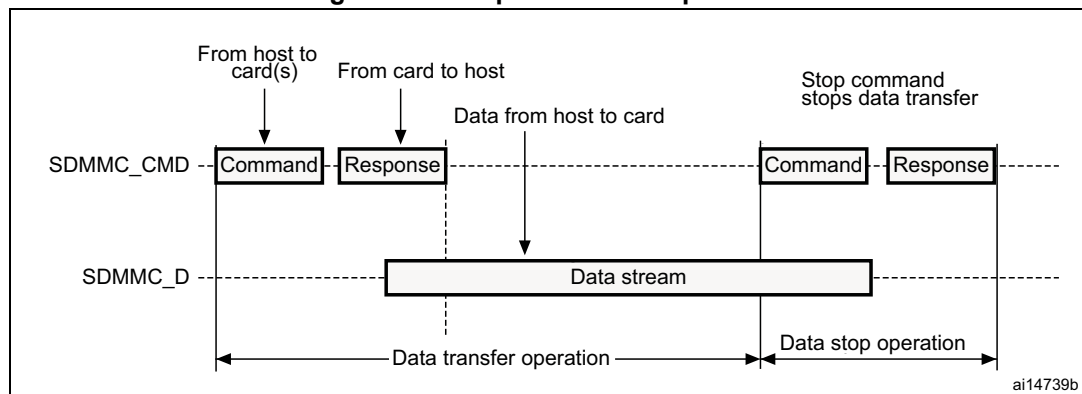 From host to
card(s)
From card to host
Stop command
stops data transfer
Data from host to card
SDMMC_CMD
Command
Response
Command
Response
SDMMC_D
Data stream
Data transfer operation
Data stop operation
ai14739b